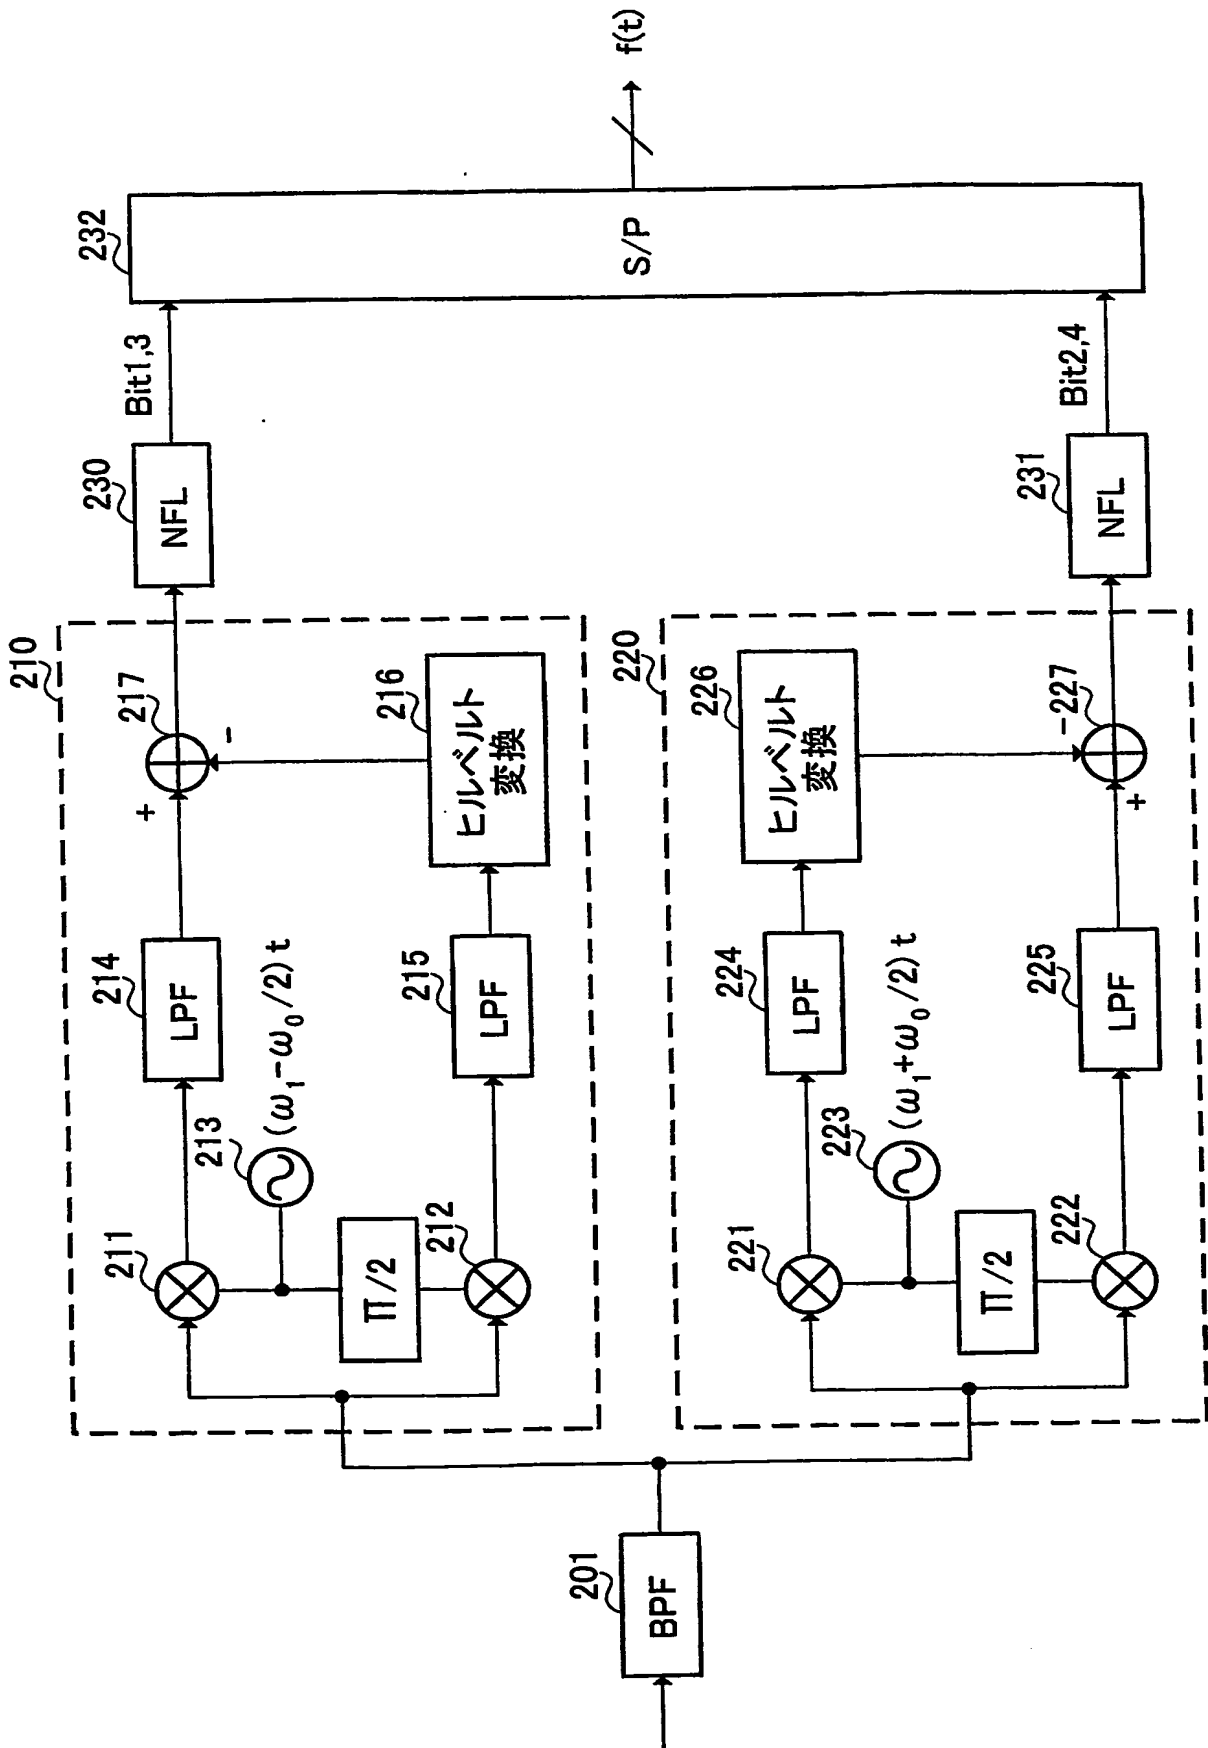 201
BPF
210
211
212
213
(ω₁−ω₀/2)t
Π/2
214
LPF
215
LPF
216
ヒルベルト
変換
217
+
-
230
NFL
Bit1,3
220
221
222
223
(ω₁+ω₀/2)t
Π/2
224
LPF
225
LPF
226
ヒルベルト
変換
227
-
+
231
NFL
Bit2,4
232
S/P
f(t)